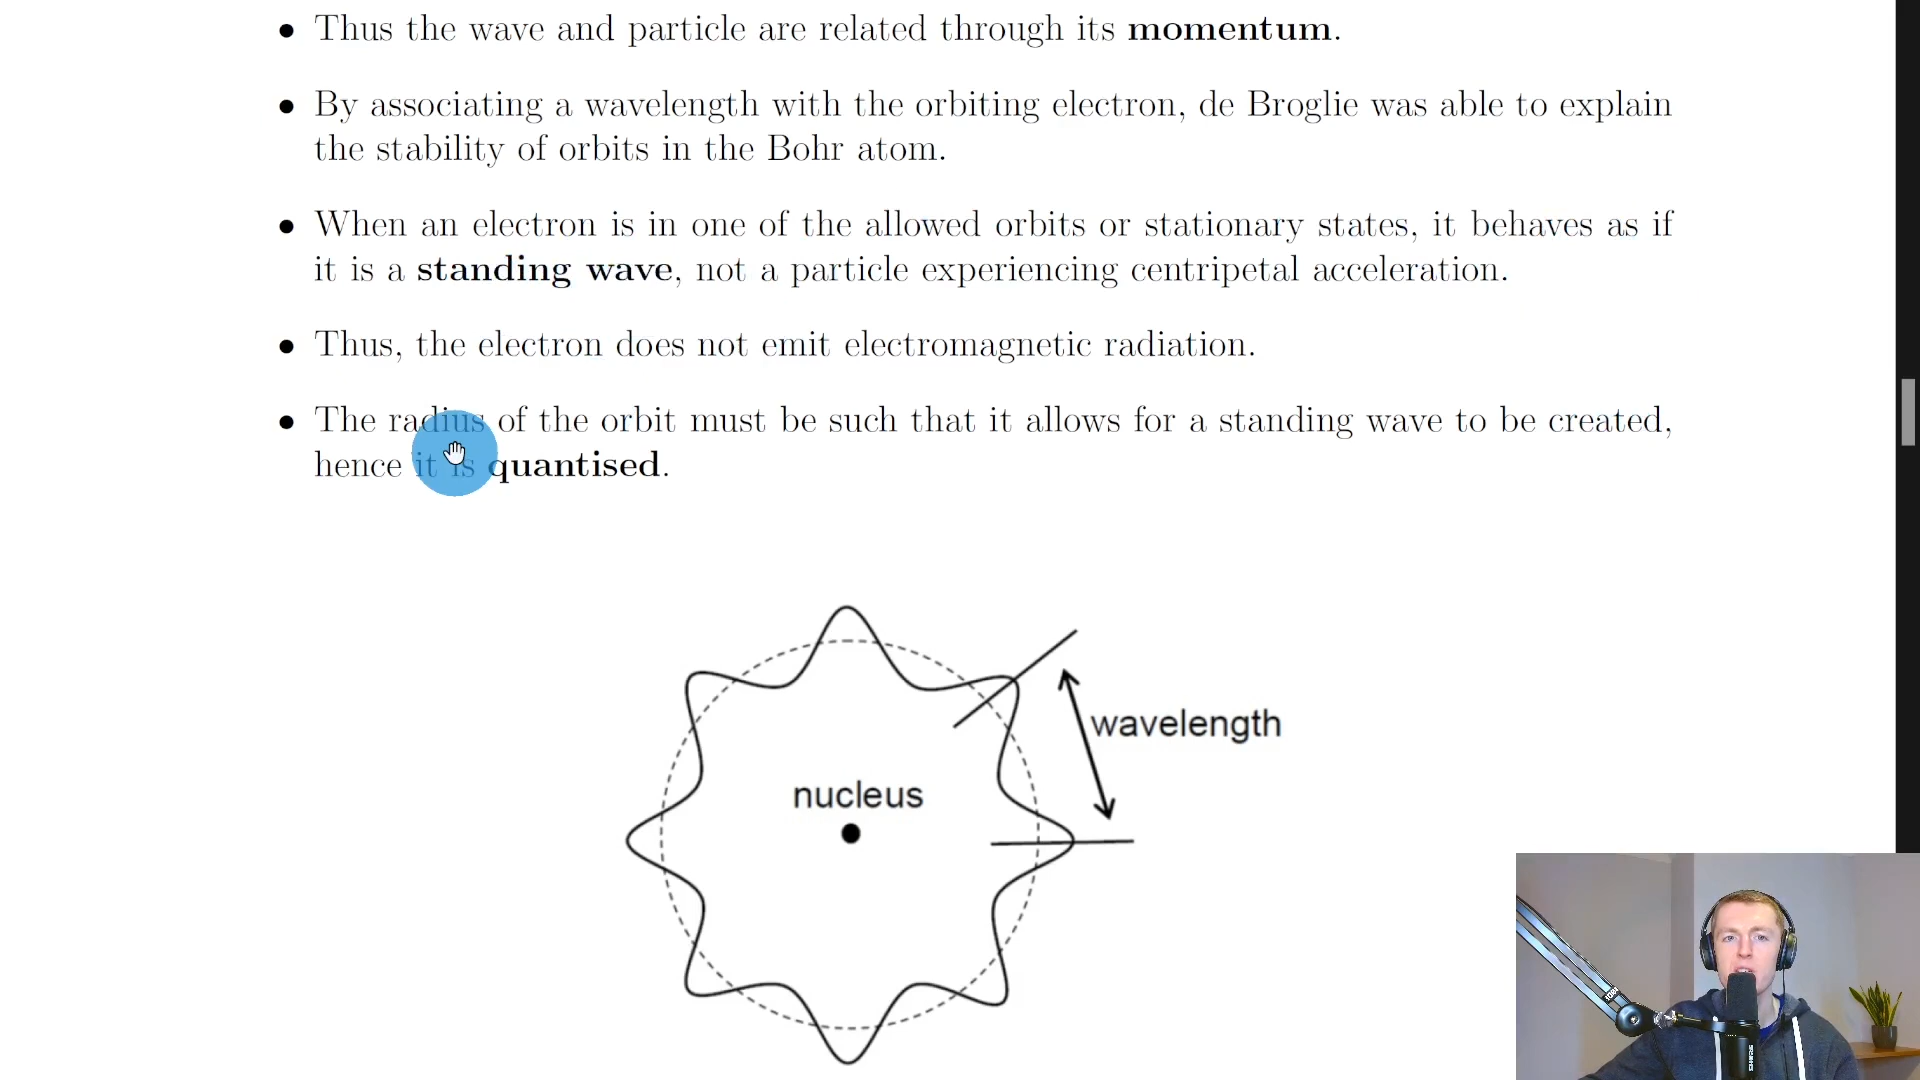 • Thus the wave and particle are related through its momentum.
• By associating a wavelength with the orbiting electron, de Broglie was able to explain
the stability of orbits in the Bohr atom.
• When an electron is in one of the allowed orbits or stationary states, it behaves as if
it is a standing wave, not a particle experiencing centripetal acceleration.
• Thus, the electron does not emit electromagnetic radiation.
• The radius of the orbit must be such that it allows for a standing wave to be created,
hence it is quantised.
wavelength
nucleus